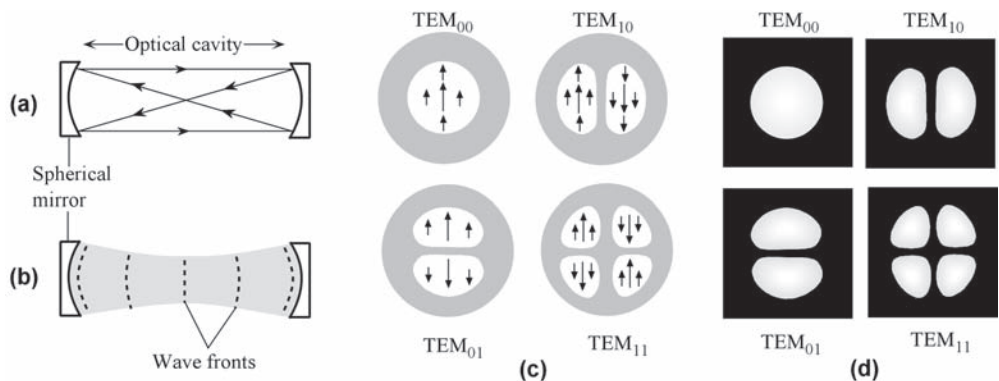 Optical cavity
(a)
Spherical
mirror
(b)
Wave fronts
TEM₀₀
TEM₁₀
TEM₀₁
TEM₁₁
(c)
TEM₀₀
TEM₁₀
TEM₀₁
TEM₁₁
(d)